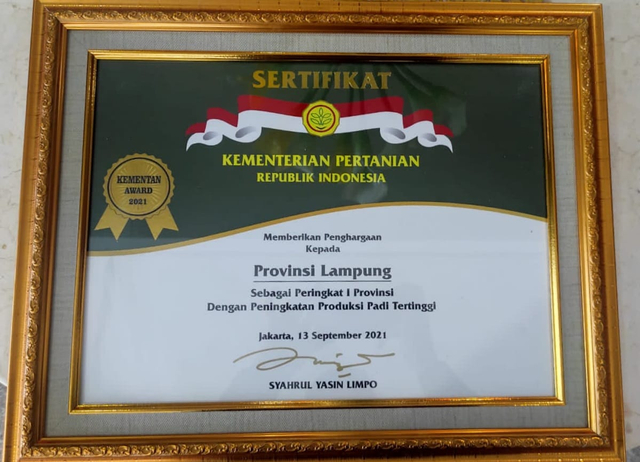 SERTIFIKAT
KEMENTERIAN PERTANIAN
REPUBLIK INDONESIA
KEMENTAN
AWARD
2021
Memberikan Penghargaan
Kepada
Provinsi Lampung
Sebagai Peringkat I Provinsi
Dengan Peningkatan Produksi Padi Tertinggi
Jakarta, 13 September 2021
SYAHRUL YASIN LIMPO